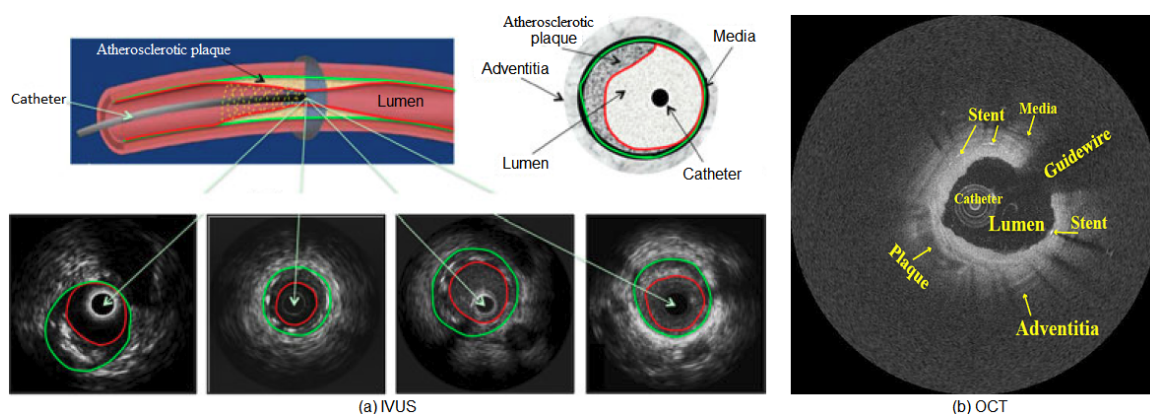 Atherosclerotic plaque
Catheter
Lumen
Atherosclerotic
plaque
Media
Adventitia
Lumen
Catheter
Stent
Media
Guidewire
Catheter
Lumen
Stent
Plaque
Adventitia
(a) IVUS
(b) OCT